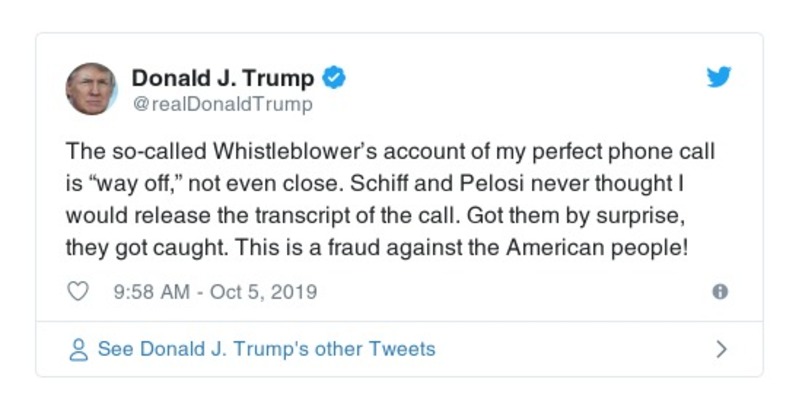 Donald J. Trump
@realDonaldTrump
The so-called Whistleblower’s account of my perfect phone call
is “way off,” not even close. Schiff and Pelosi never thought I
would release the transcript of the call. Got them by surprise,
they got caught. This is a fraud against the American people!
9:58 AM - Oct 5, 2019
See Donald J. Trump's other Tweets